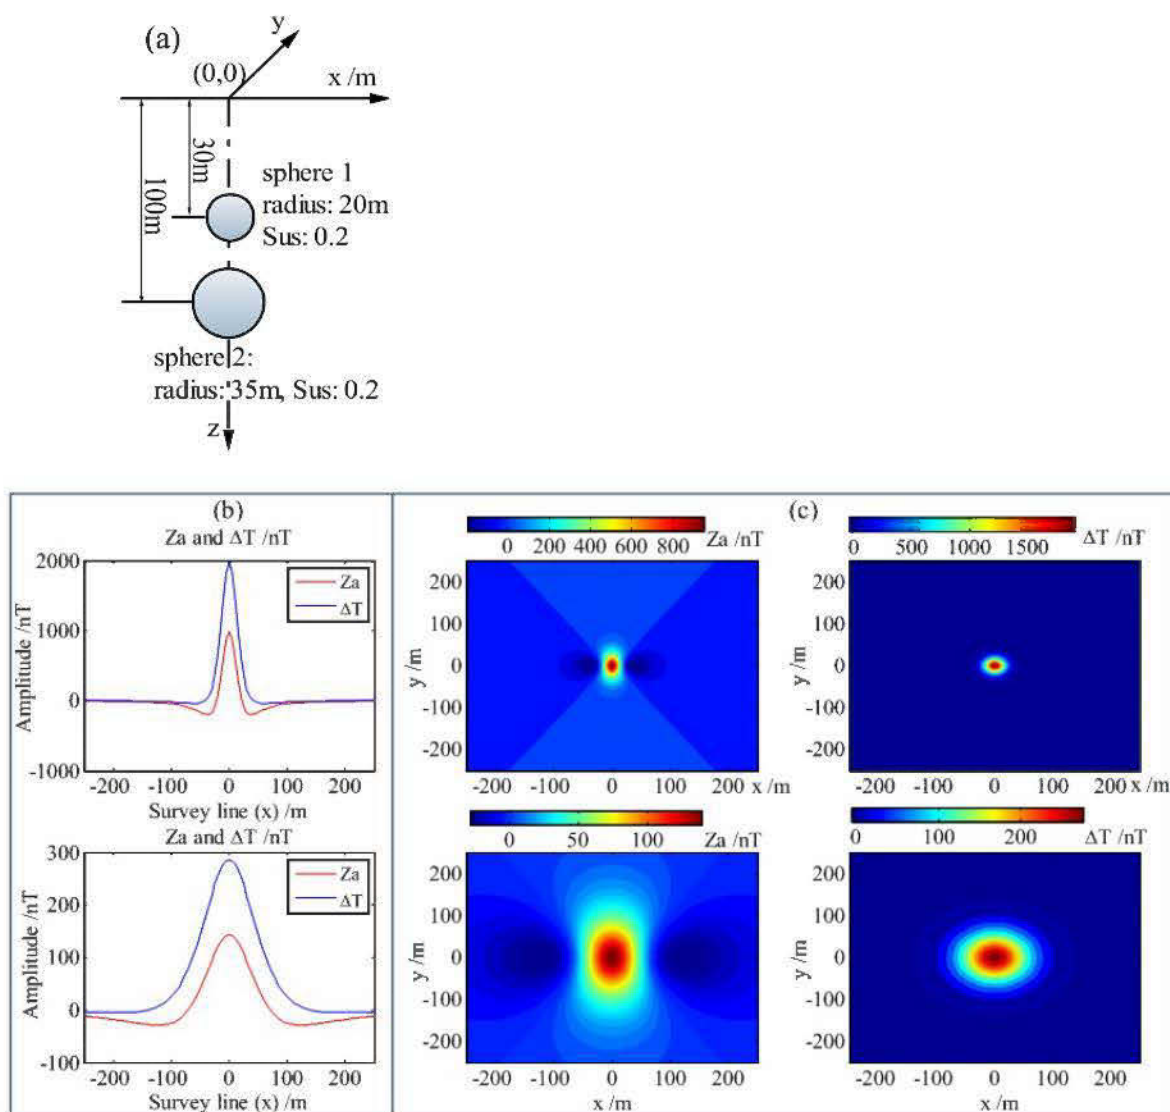 (a)
y
(0,0)
x /m
30m
100m
sphere 1
radius: 20m
Sus: 0.2
sphere 2:
radius: 35m, Sus: 0.2
z
(b)
Za and ΔT /nT
2000
1000
0
-1000
Amplitude /nT
Za
ΔT
-200 -100 0 100 200
Survey line (x) /m
Za and ΔT /nT
300
200
100
0
-100
Amplitude /nT
Za
ΔT
-200 -100 0 100 200
Survey line (x) /m
(c)
0 200 400 600 800 Za /nT
200
100
0
-100
-200
y /m
-200 -100 0 100 200 x /m
0 500 1000 1500 ΔT /nT
200
100
0
-100
-200
y /m
-200 -100 0 100 200 x /m
0 50 100 Za /nT
200
100
0
-100
-200
y /m
-200 -100 0 100 200
x /m
0 100 200 ΔT /nT
200
100
0
-100
-200
y /m
-200 -100 0 100 200
x /m